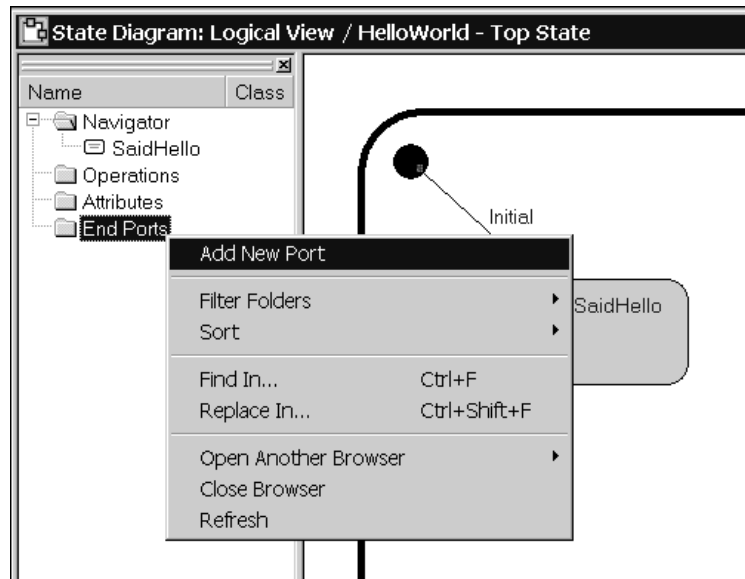 State Diagram: Logical View / HelloWorld - Top State
Name Class
Navigator
SaidHello
Operations
Attributes
End Ports
Initial
SaidHello
Add New Port
Filter Folders
Sort
Find In... Ctrl+F
Replace In... Ctrl+Shift+F
Open Another Browser
Close Browser
Refresh